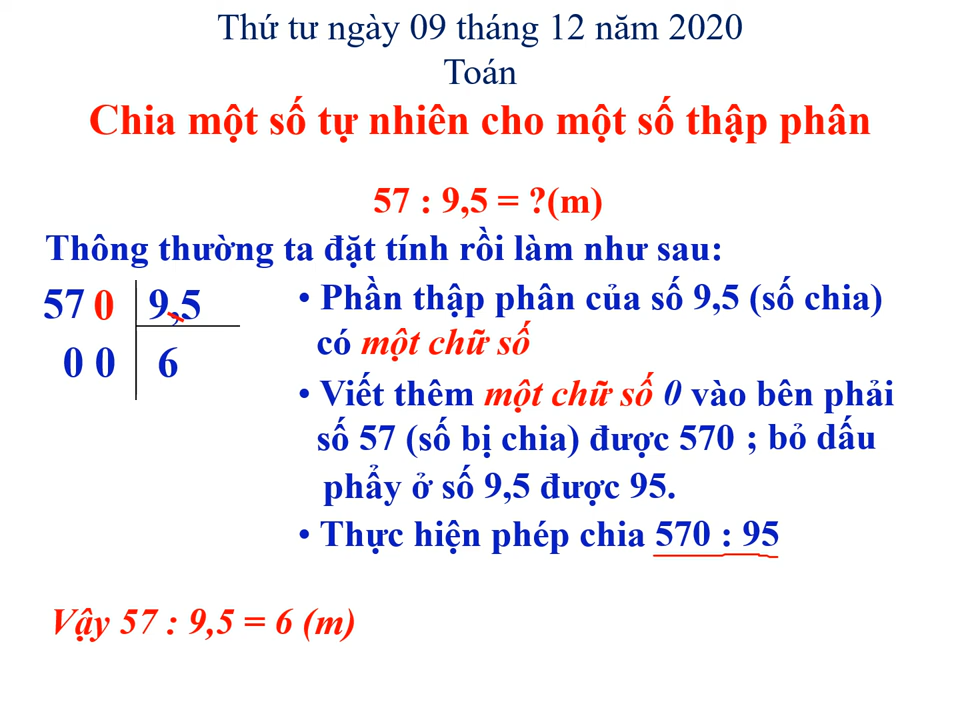 Thứ tư ngày 09 tháng 12 năm 2020
Toán
Chia một số tự nhiên cho một số thập phân
57 : 9,5 = ?(m)
Thông thường ta đặt tính rồi làm như sau:
57 0 9,5
0 0 6
• Phần thập phân của số 9,5 (số chia)
có một chữ số
• Viết thêm một chữ số 0 vào bên phải
số 57 (số bị chia) được 570 ; bỏ dấu
phẩy ở số 9,5 được 95.
• Thực hiện phép chia 570 : 95
Vậy 57 : 9,5 = 6 (m)